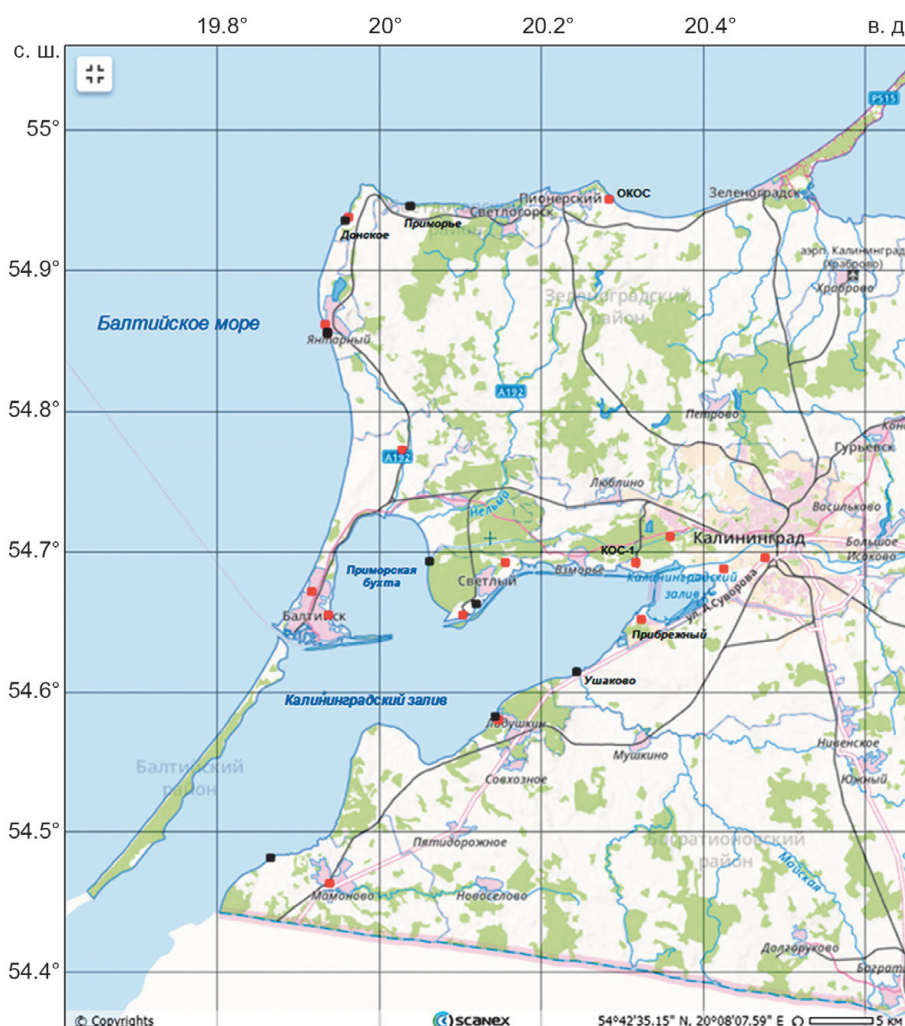 19.8° 20° 20.2° 20.4° в. д
с. ш.
P515
55°
Пионерский ОКОС
Зеленоградск
Светлогорск
Приморье
Донское
аэрп. Калининград
(Храброво)
54.9°
Храброво
Зеленоградский
район
Балтийское море
Янтарный
A192
54.8°
Петрово
Гурьевск
A192
Люблино
Нельма
Васильково
54.7°
КОС-1
Калининград
Большое
Исаково
Приморская
бухта
Светлый
Взморье
Калининградский
залив
ул. А.Суворова
Балтийск
Прибрежный
Ушаково
54.6°
Калининградский залив
Ладушкин
Нивенское
Мушкино
Балтийский
район
Совхозное
Южный
54.5°
Пятидорожное
Багратионовский
район
Майская
Мамоново
Новоселово
Долгоруково
54.4°
© Copyrights
SCANEX
54°42'35.15" N, 20°08'07.59" E
5 км